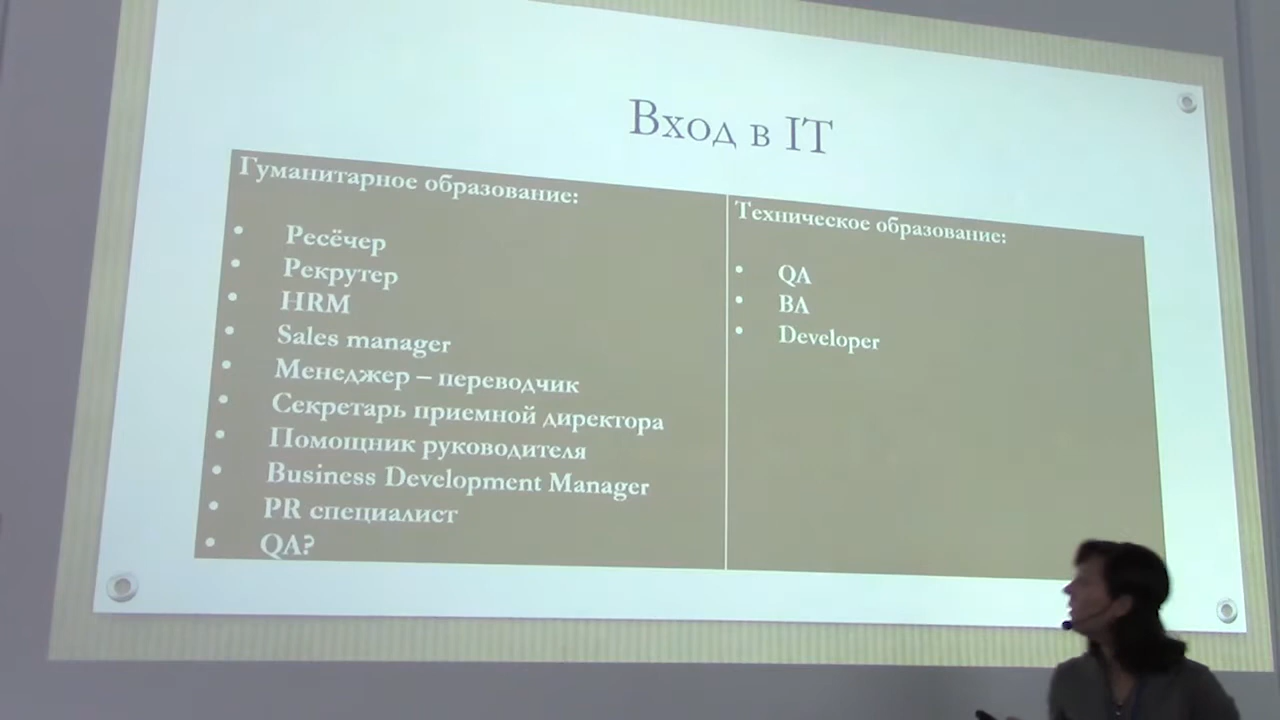 Вход в IT
Гуманитарное образование:
• Ресёчер
• Рекрутер
• HRM
• Sales manager
• Менеджер – переводчик
• Секретарь приемной директора
• Помощник руководителя
• Business Development Manager
• PR специалист
• QA?
Техническое образование:
• QA
• BA
• Developer